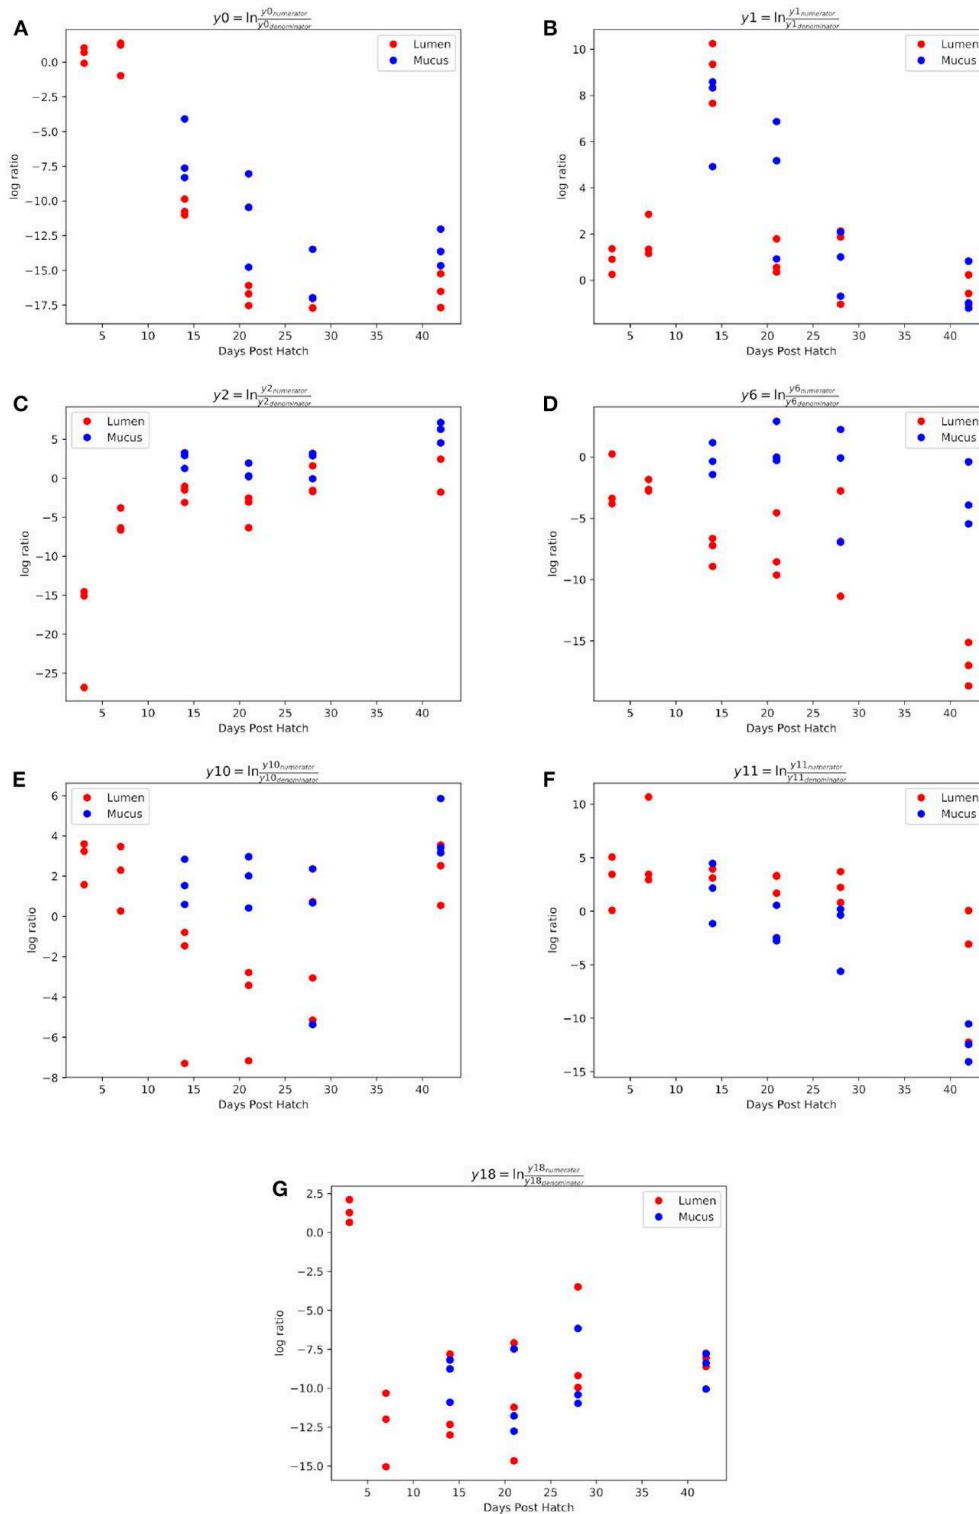 A
y0 = ln y0numerator
y0denominator
Lumen
Mucus
0.0
−2.5
−5.0
−7.5
−10.0
−12.5
−15.0
−17.5
log ratio
5 10 15 20 25 30 35 40
Days Post Hatch
B
y1 = ln y1numerator
y1denominator
Lumen
Mucus
10
8
6
4
2
0
log ratio
5 10 15 20 25 30 35 40
Days Post Hatch
C
y2 = ln y2numerator
y2denominator
Lumen
Mucus
5
0
−5
−10
−15
−20
−25
log ratio
5 10 15 20 25 30 35 40
Days Post Hatch
D
y6 = ln y6numerator
y6denominator
Lumen
Mucus
0
−5
−10
−15
log ratio
5 10 15 20 25 30 35 40
Days Post Hatch
E
y10 = ln y10numerator
y10denominator
Lumen
Mucus
6
4
2
0
−2
−4
−6
−8
log ratio
5 10 15 20 25 30 35 40
Days Post Hatch
F
y11 = ln y11numerator
y11denominator
Lumen
Mucus
10
5
0
−5
−10
−15
log ratio
5 10 15 20 25 30 35 40
Days Post Hatch
G
y18 = ln y18numerator
y18denominator
Lumen
Mucus
2.5
0.0
−2.5
−5.0
−7.5
−10.0
−12.5
−15.0
log ratio
5 10 15 20 25 30 35 40
Days Post Hatch